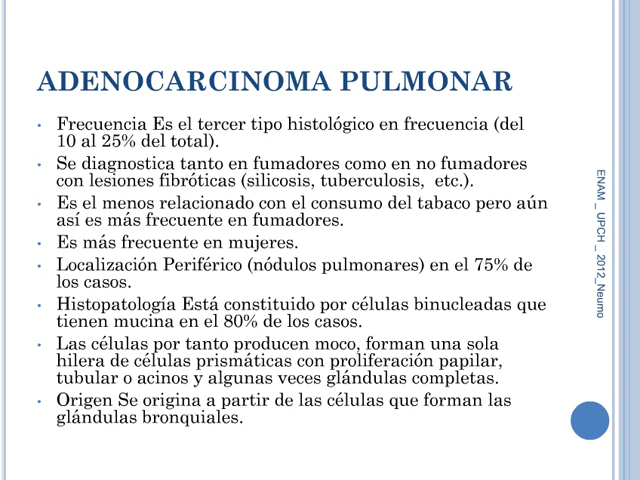 ADENOCARCINOMA PULMONAR
• Frecuencia Es el tercer tipo histológico en frecuencia (del
10 al 25% del total).
• Se diagnostica tanto en fumadores como en no fumadores
con lesiones fibróticas (silicosis, tuberculosis, etc.).
• Es el menos relacionado con el consumo del tabaco pero aún
así es más frecuente en fumadores.
• Es más frecuente en mujeres.
• Localización Periférico (nódulos pulmonares) en el 75% de
los casos.
• Histopatología Está constituido por células binucleadas que
tienen mucina en el 80% de los casos.
• Las células por tanto producen moco, forman una sola
hilera de células prismáticas con proliferación papilar,
tubular o acinos y algunas veces glándulas completas.
• Origen Se origina a partir de las células que forman las
glándulas bronquiales.
ENAM _ UPCH _ 2012_Neumo